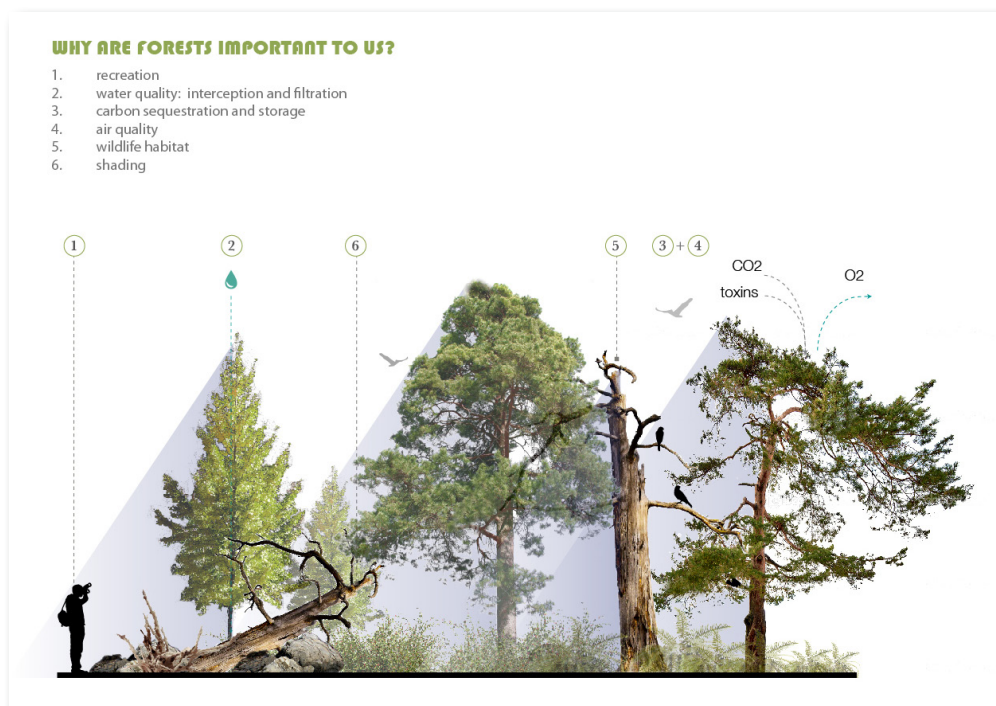 WHY ARE FORESTS IMPORTANT TO US?
1. recreation
2. water quality: interception and filtration
3. carbon sequestration and storage
4. air quality
5. wildlife habitat
6. shading
1 2 6 5 3 + 4
CO2
O2
toxins